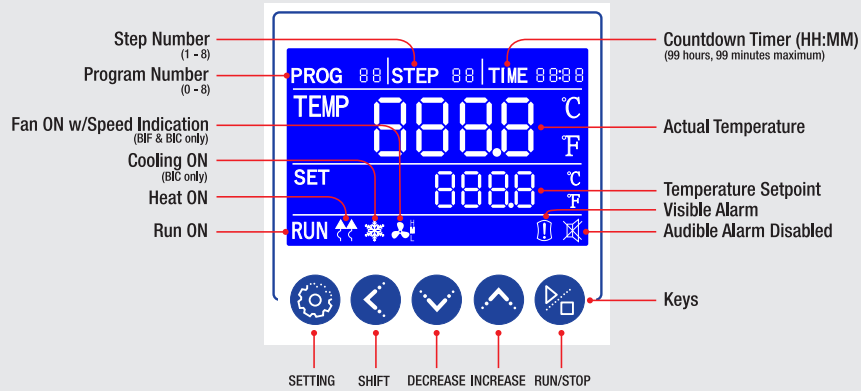 Step Number
(1 - 8)
Program Number
(0 - 8)
Fan ON w/Speed Indication
(BIF & BIC only)
Cooling ON
(BIC only)
Heat ON
Run ON
PROG 88 STEP 88 TIME 88:88
TEMP 888.8 °C
°F
SET 888.8 °C
°F
RUN H
L
Countdown Timer (HH:MM)
(99 hours, 99 minutes maximum)
Actual Temperature
Temperature Setpoint
Visible Alarm
Audible Alarm Disabled
Keys
SETTING SHIFT DECREASE INCREASE RUN/STOP